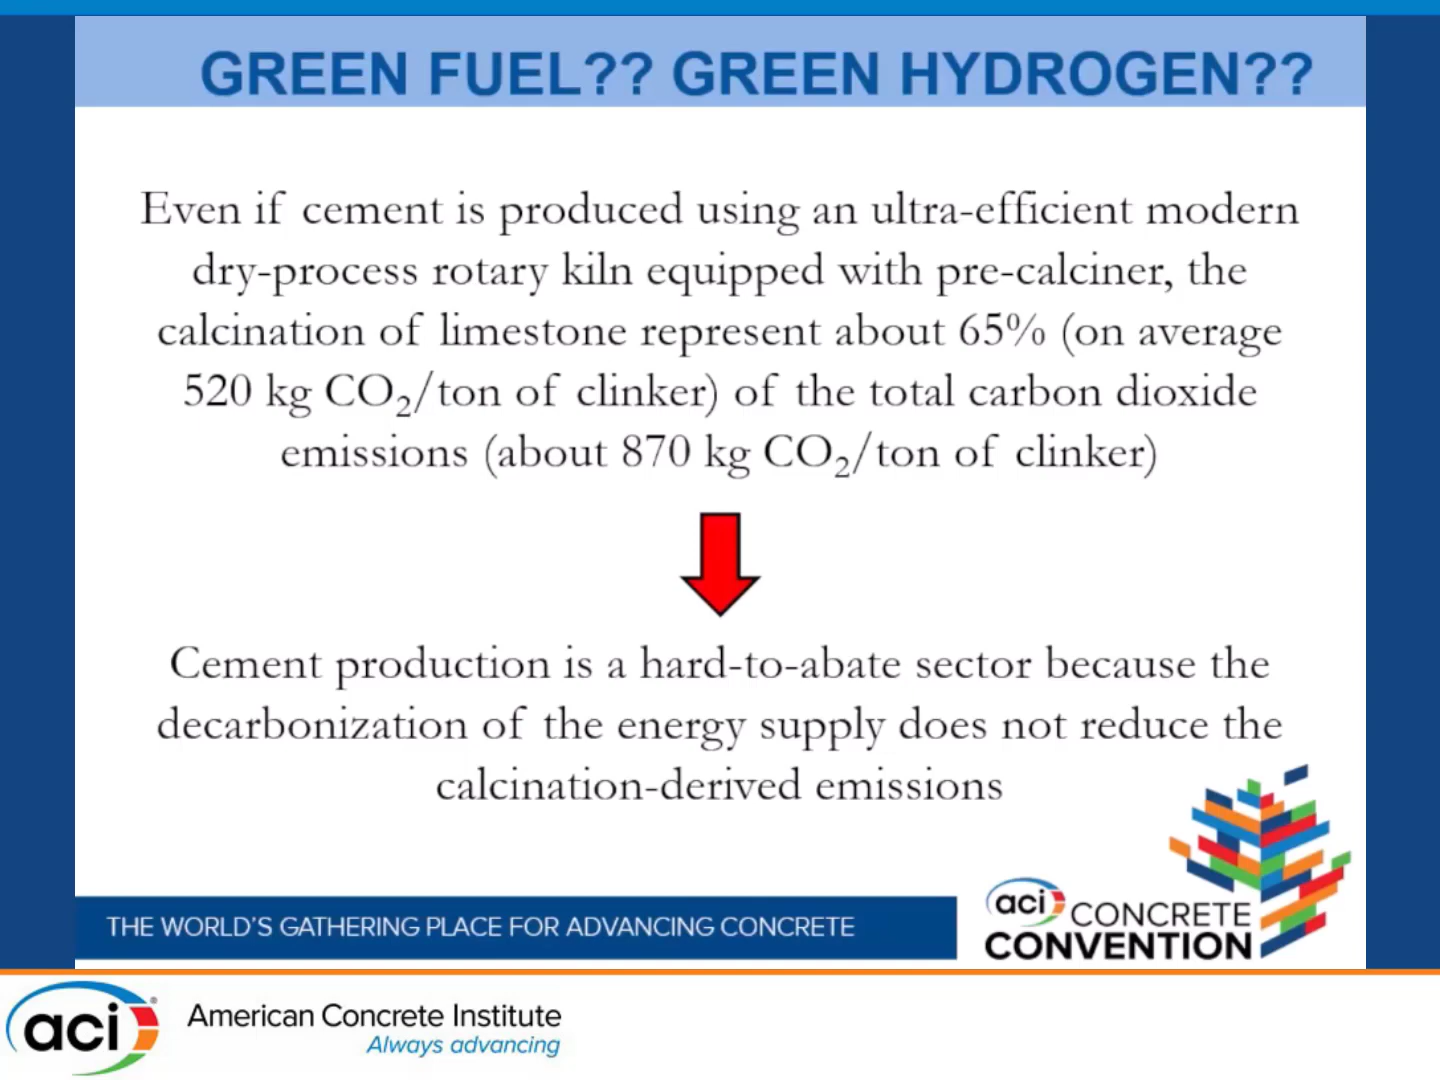 GREEN FUEL?? GREEN HYDROGEN??
Even if cement is produced using an ultra-efficient modern
dry-process rotary kiln equipped with pre-calciner, the
calcination of limestone represent about 65% (on average
520 kg CO₂/ton of clinker) of the total carbon dioxide
emissions (about 870 kg CO₂/ton of clinker)
Cement production is a hard-to-abate sector because the
decarbonization of the energy supply does not reduce the
calcination-derived emissions
THE WORLD'S GATHERING PLACE FOR ADVANCING CONCRETE
aci CONCRETE
CONVENTION
aci
American Concrete Institute
Always advancing